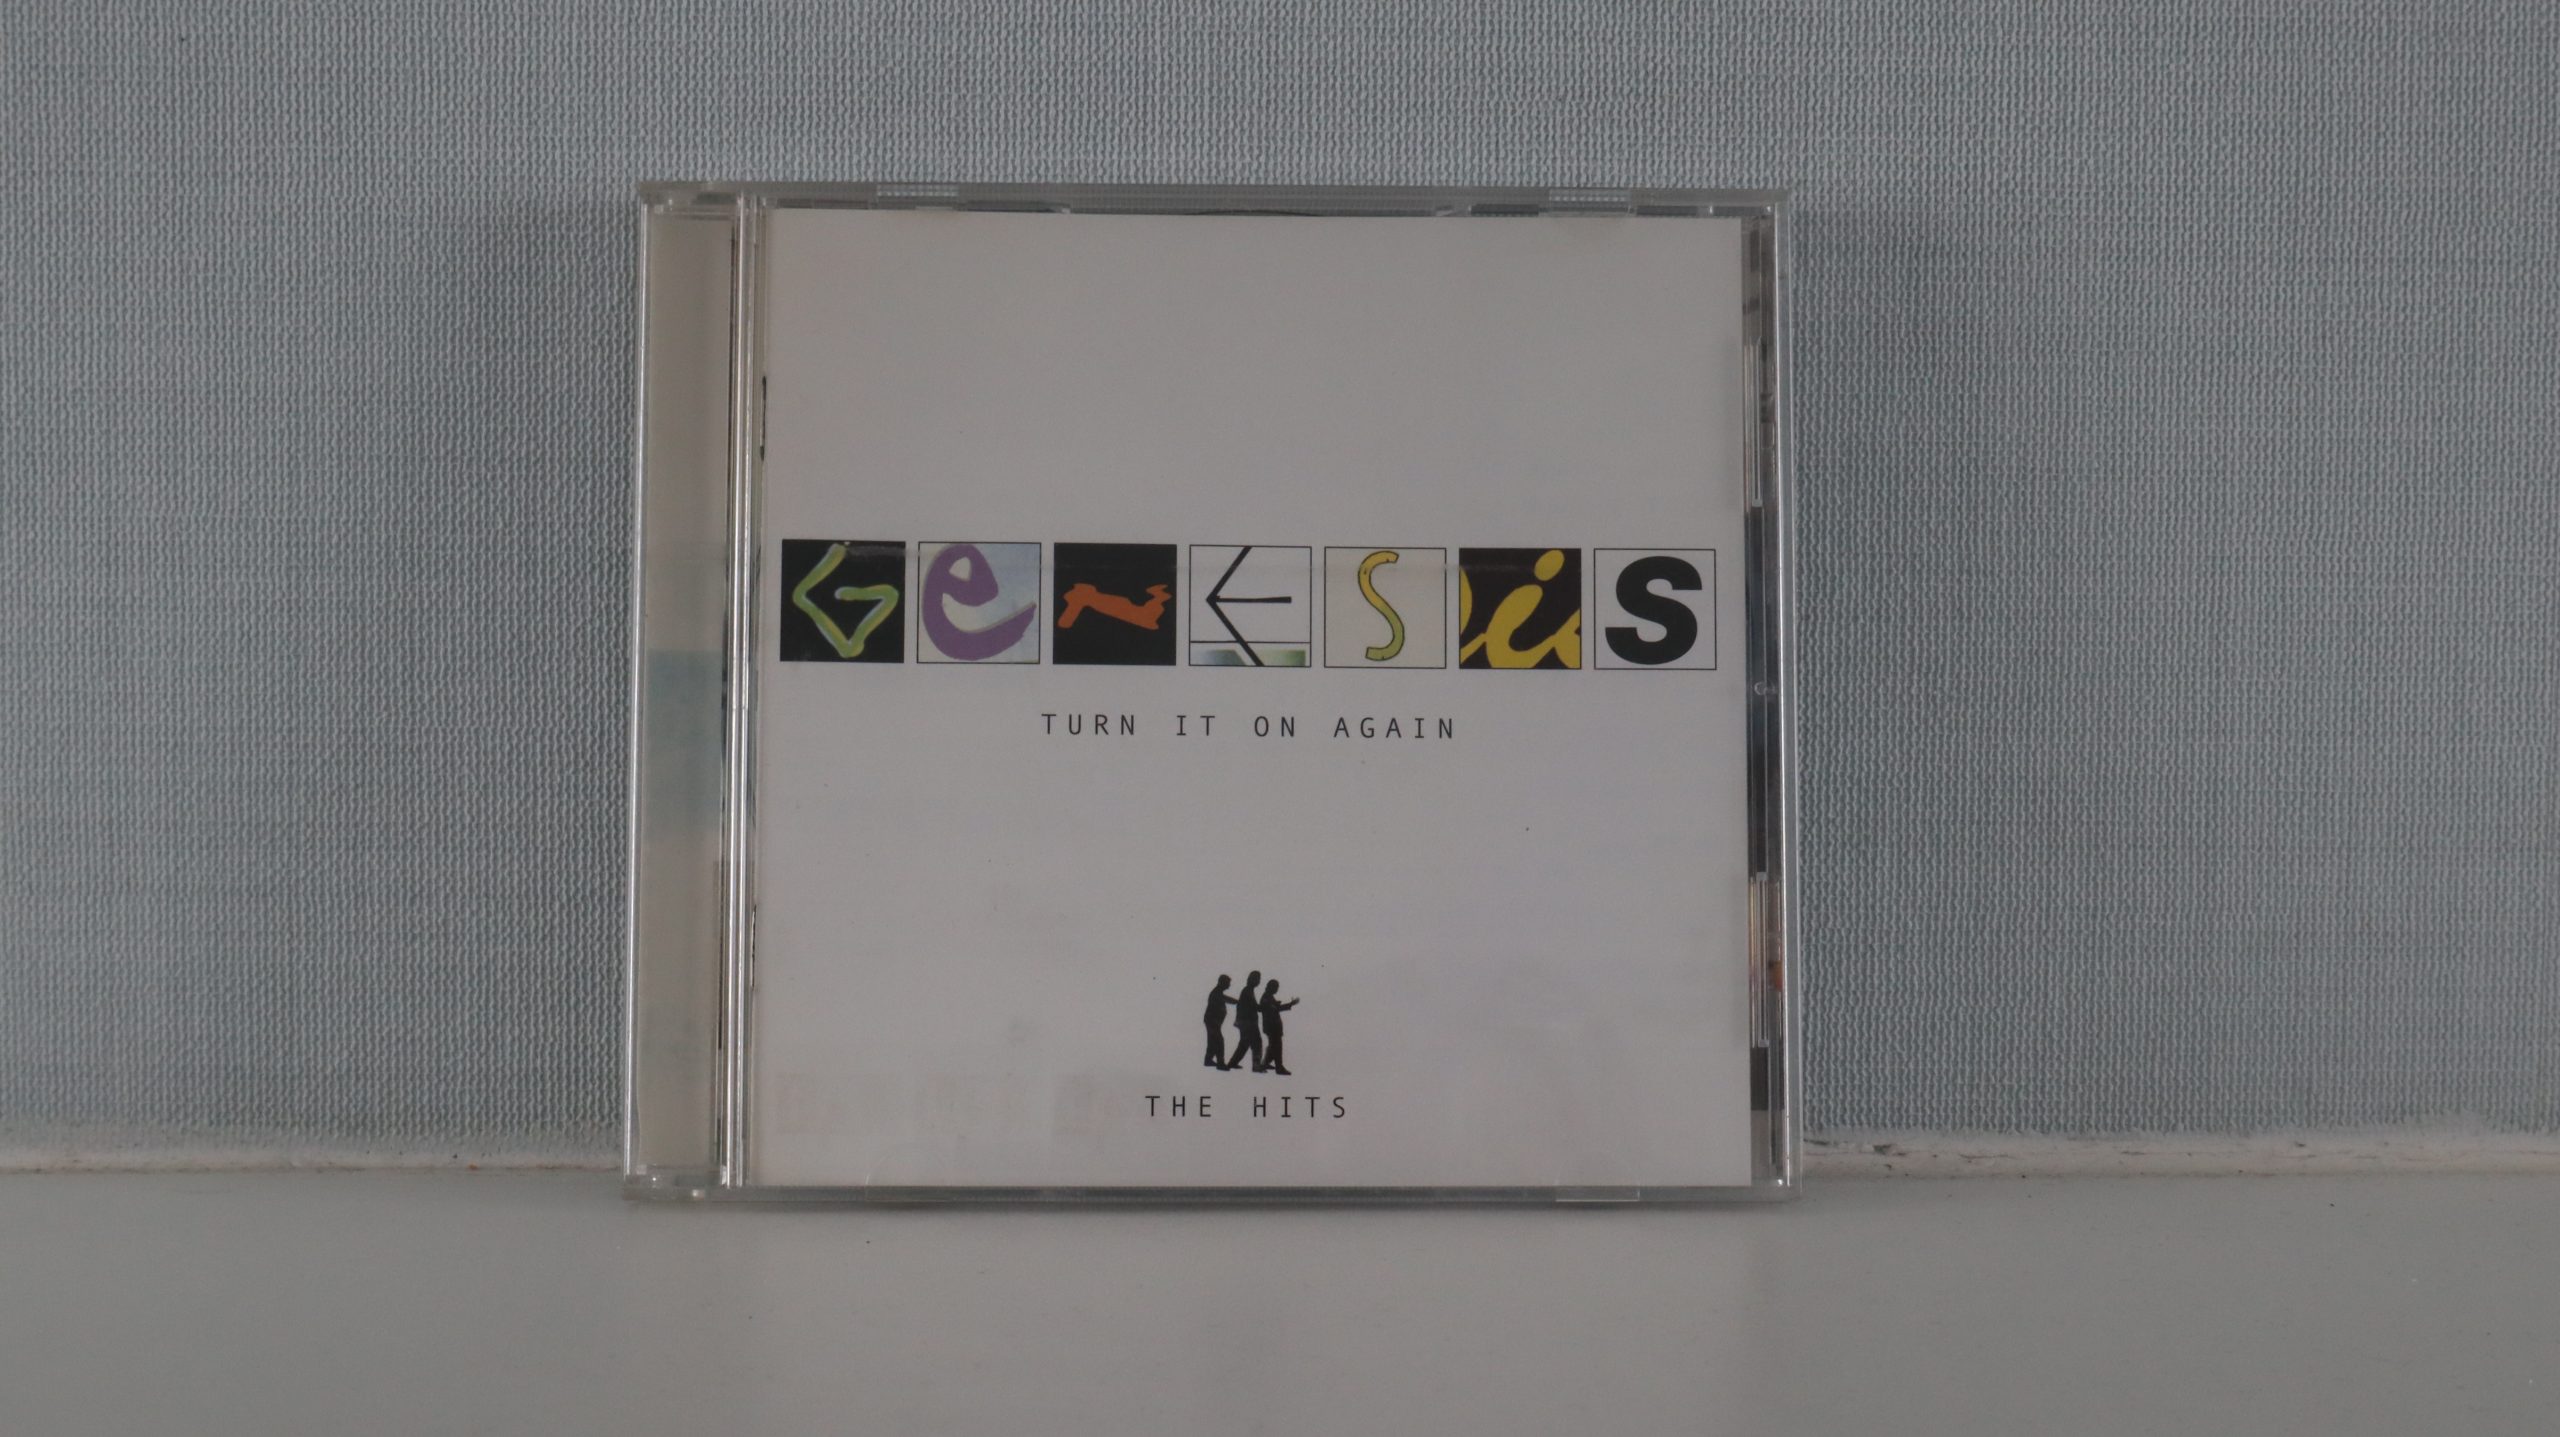 GeNESiS
TURN IT ON AGAIN
THE HITS